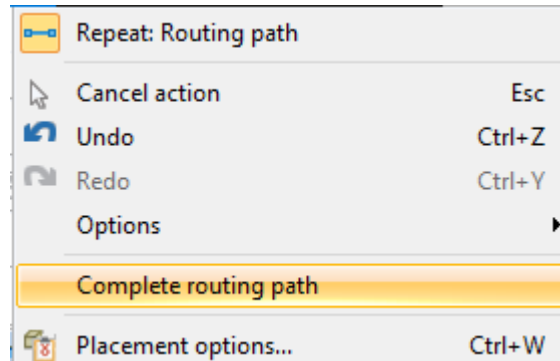 Repeat: Routing path
Cancel action Esc
Undo Ctrl+Z
Redo Ctrl+Y
Options
Complete routing path
Placement options... Ctrl+W